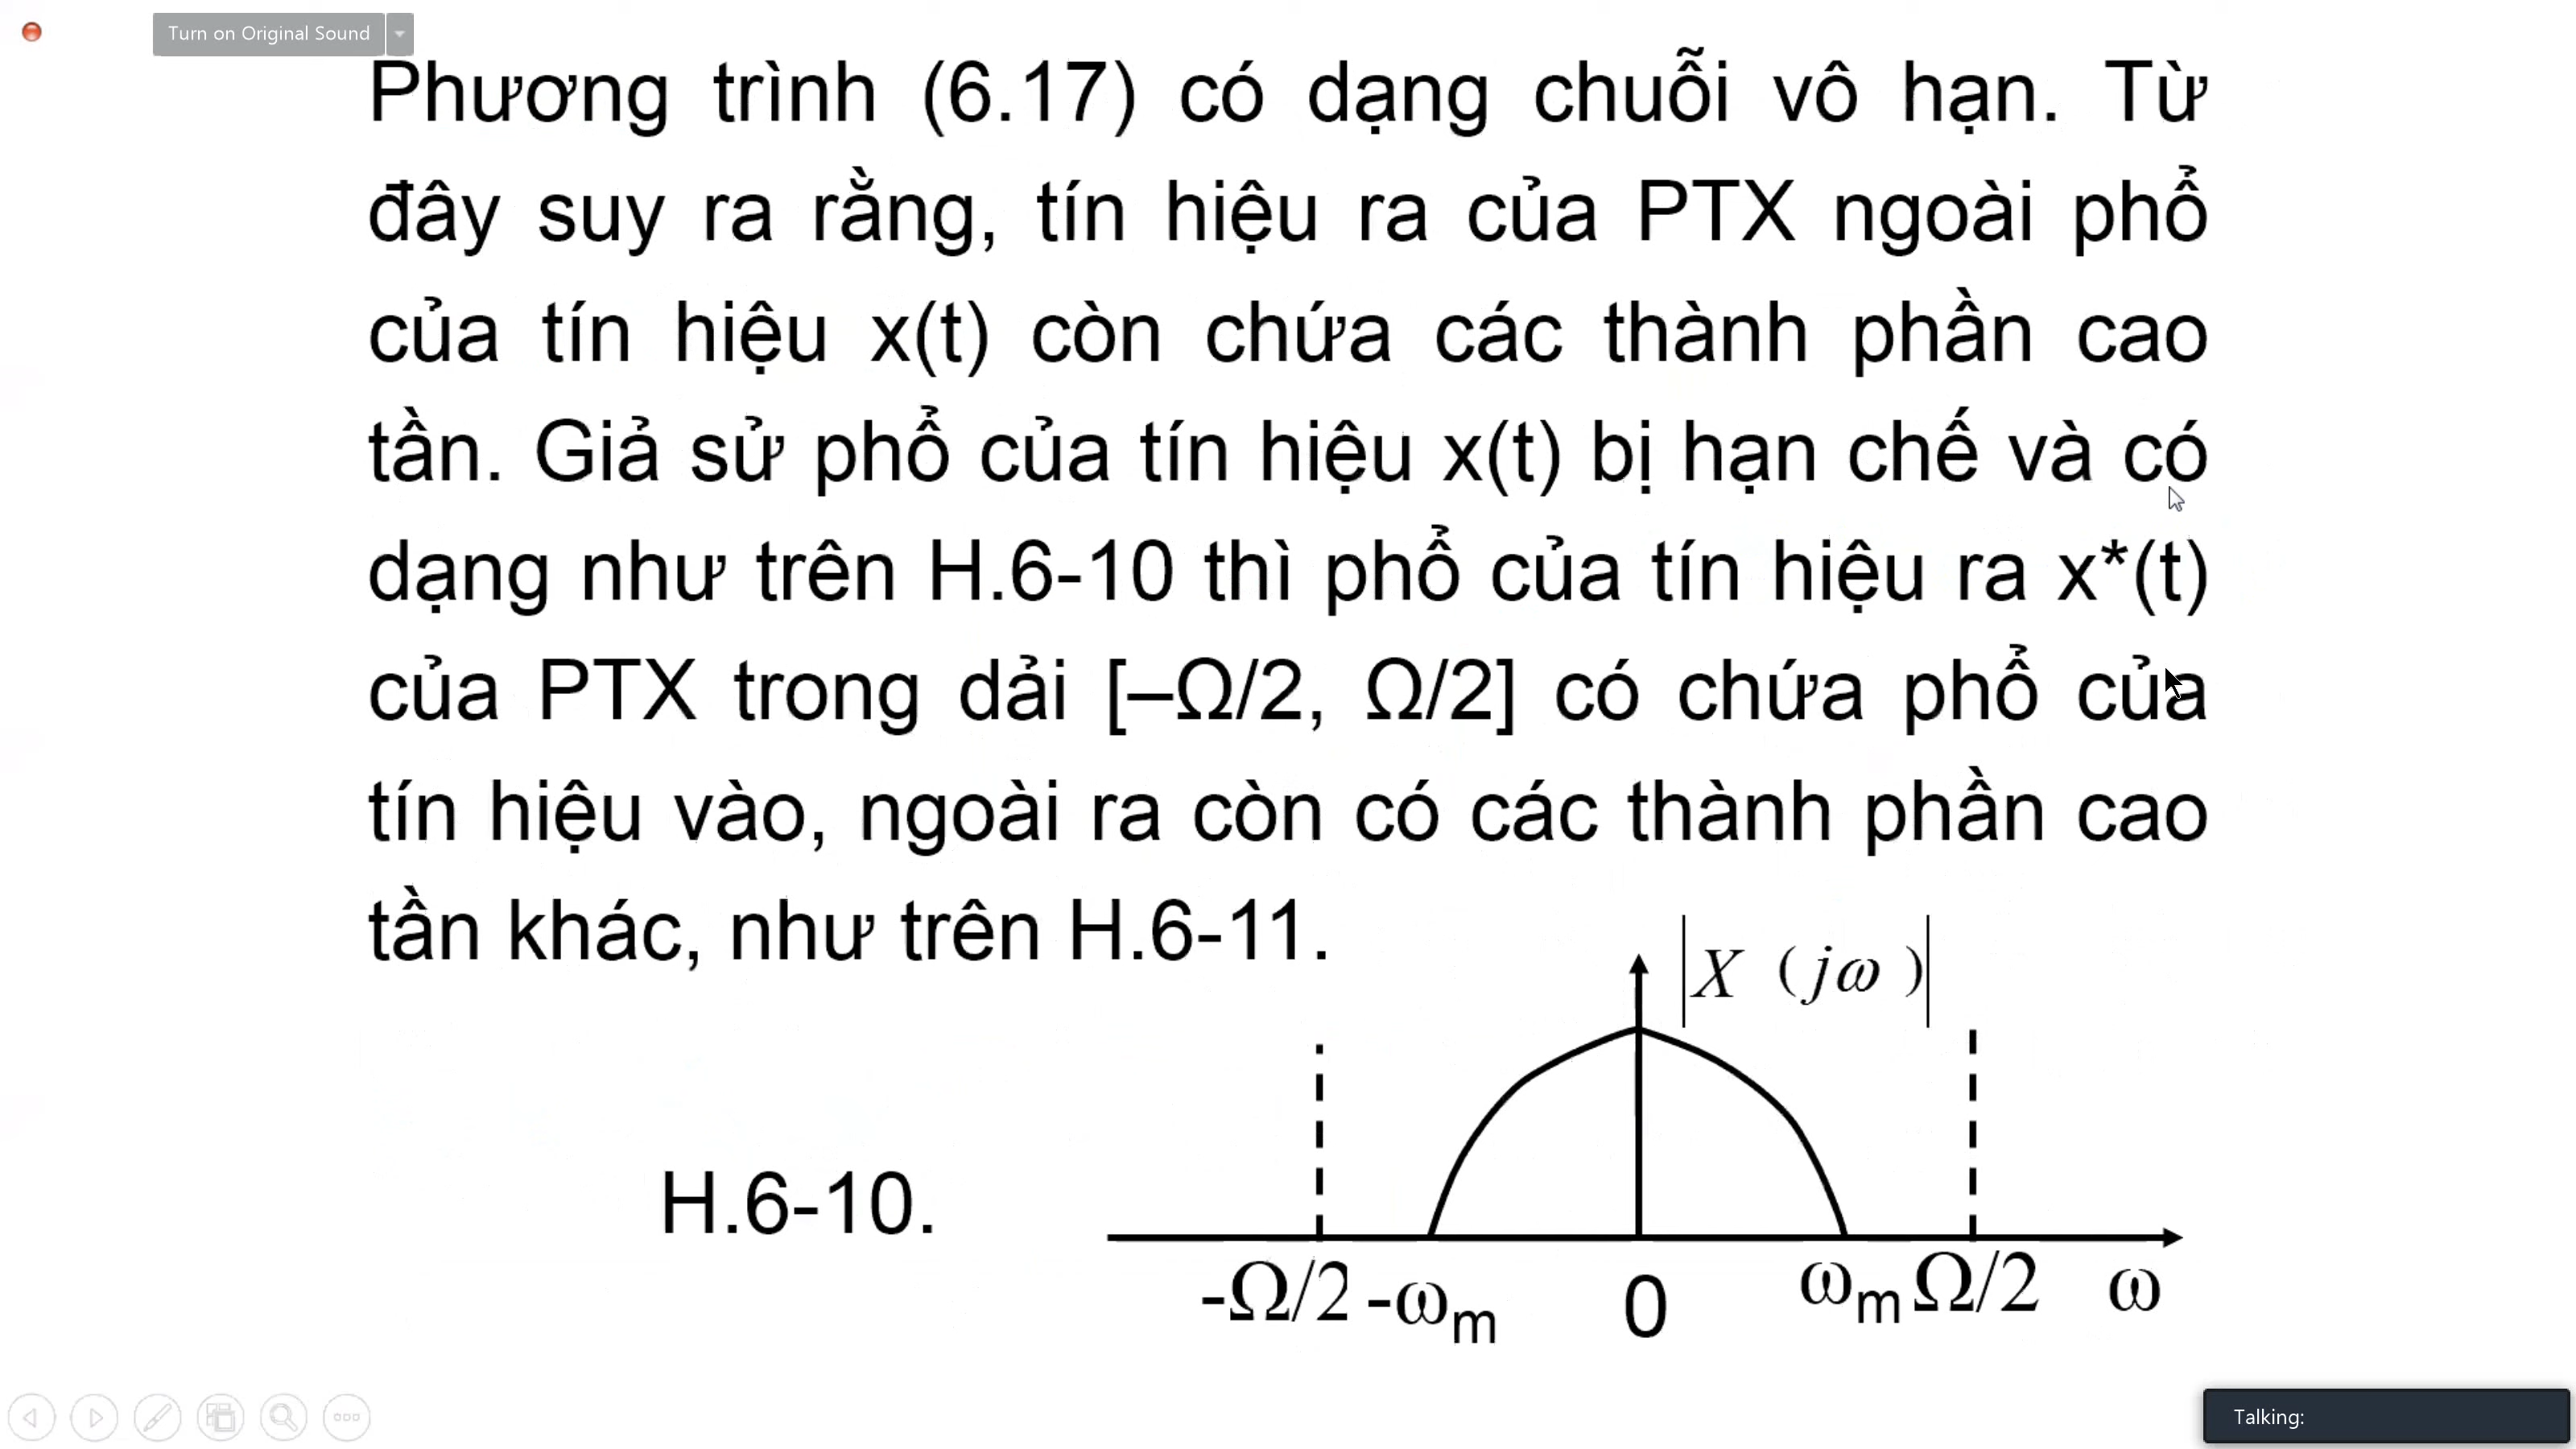 Turn on Original Sound
Phương trình (6.17) có dạng chuỗi vô hạn. Từ
đây suy ra rằng, tín hiệu ra của PTX ngoài phổ
của tín hiệu x(t) còn chứa các thành phần cao
tần. Giả sử phổ của tín hiệu x(t) bị hạn chế và có
dạng như trên H.6-10 thì phổ của tín hiệu ra x*(t)
của PTX trong dải [–Ω/2, Ω/2] có chứa phổ của
tín hiệu vào, ngoài ra còn có các thành phần cao
tần khác, như trên H.6-11.
|X (jω)|
H.6-10.
-Ω/2 -ωm 0 ωm Ω/2 ω
Talking: